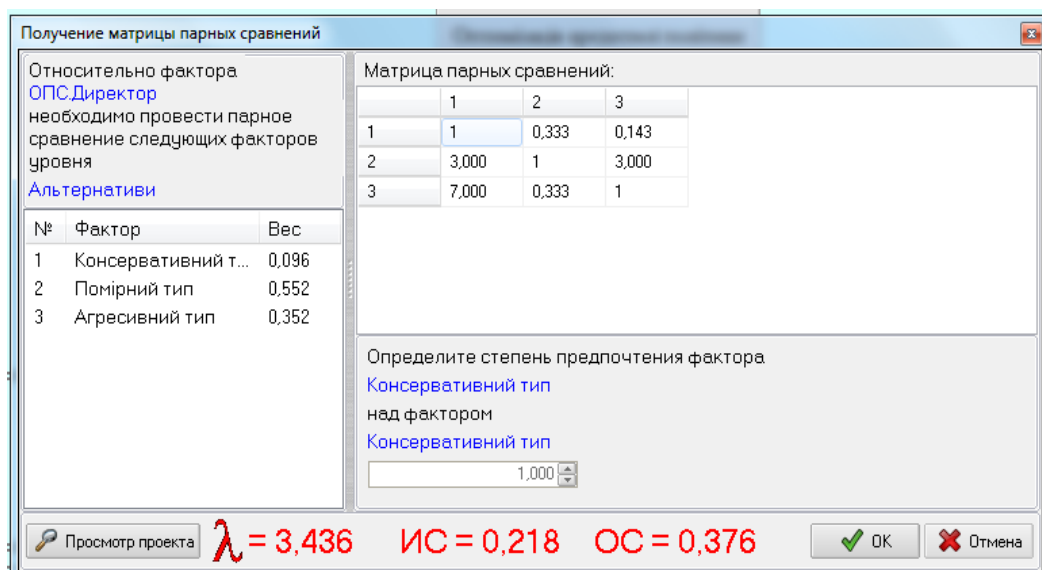 Получение матрицы парных сравнений
Относительно фактора
ОПС.Директор
необходимо провести парное
сравнение следующих факторов
уровня
Альтернативи
№ Фактор Вес
1 Консервативний т... 0,096
2 Помірний тип 0,552
3 Агресивний тип 0,352
Матрица парных сравнений:
1 2 3
1 1 0,333 0,143
2 3,000 1 3,000
3 7,000 0,333 1
Определите степень предпочтения фактора
Консервативний тип
над фактором
Консервативний тип
1,000
Просмотр проекта λ = 3,436 ИС = 0,218 ОС = 0,376 OK Отмена